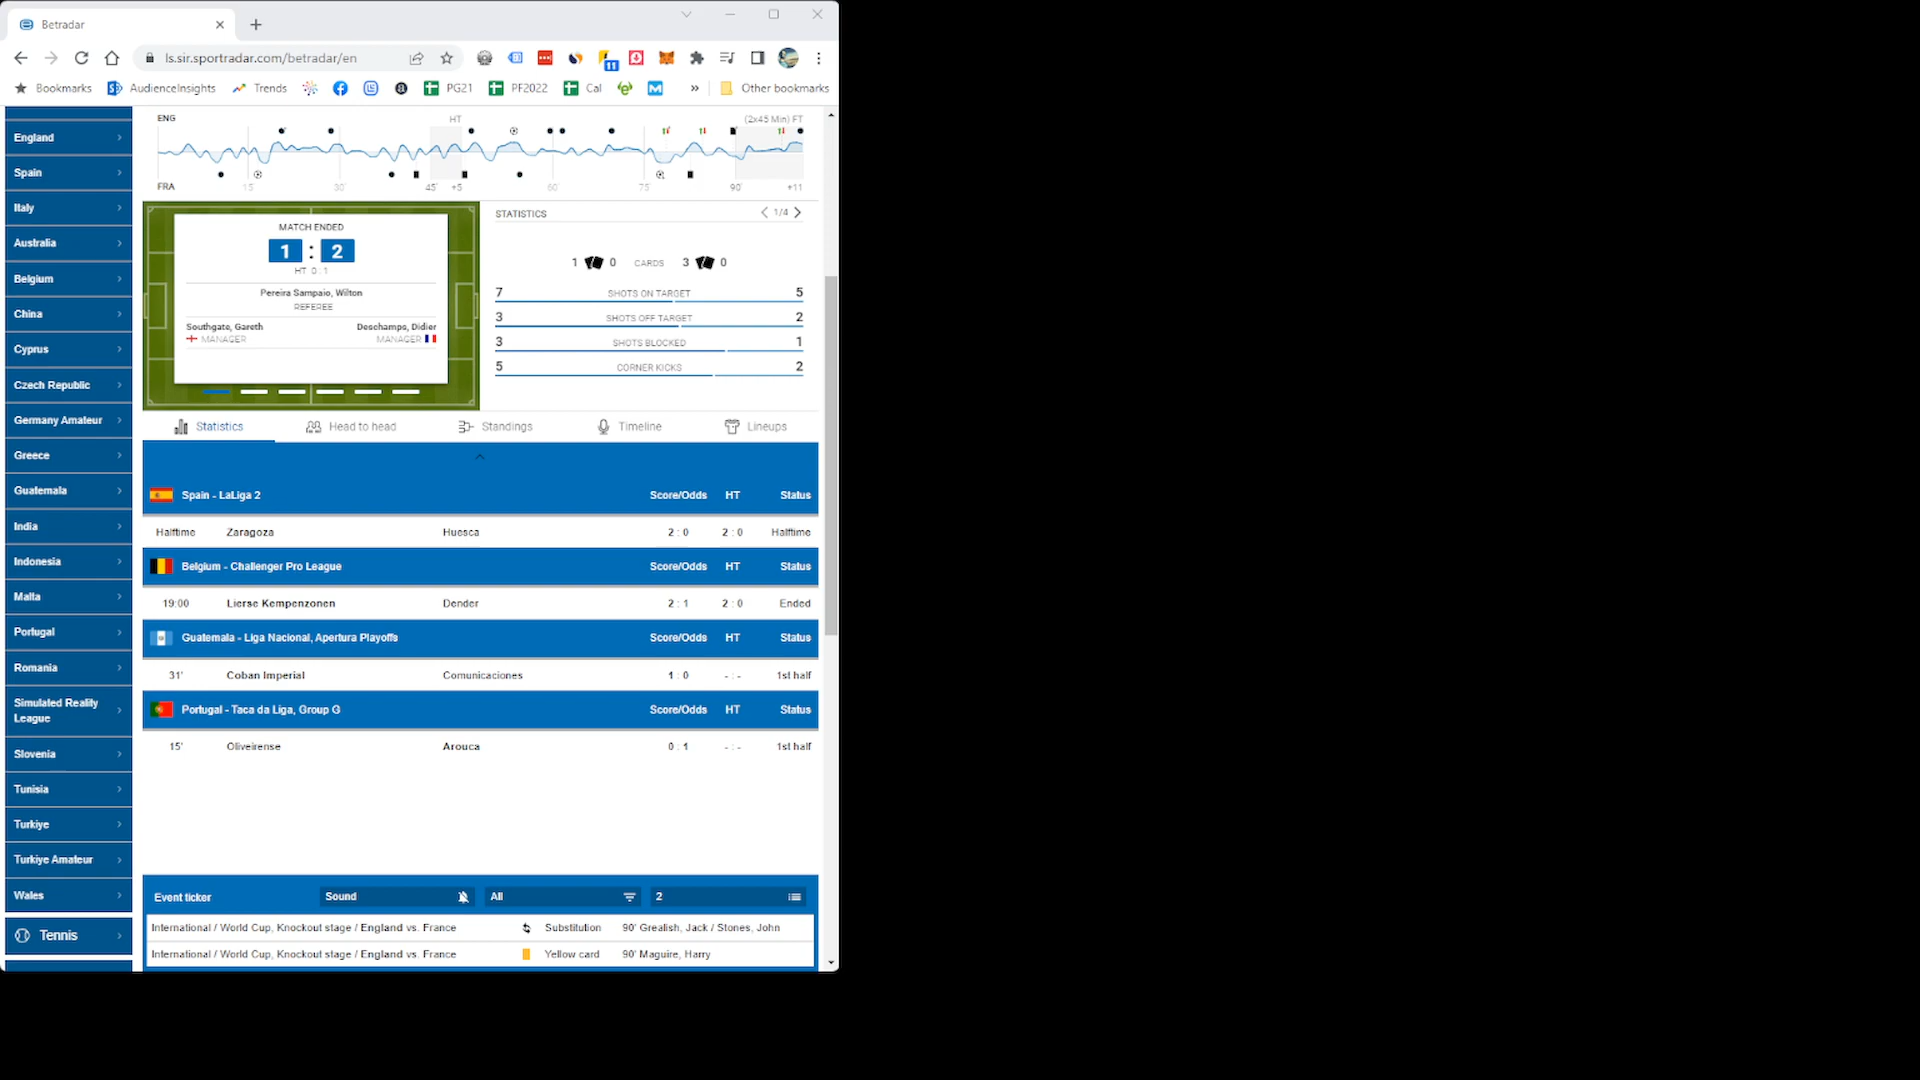 Betradar
ls.sir.sportradar.com/betradar/en
11
Bookmarks AudienceInsights Trends PG21 PF2022 Cal » Other bookmarks
England
Spain
Italy
Australia
Belgium
China
Cyprus
Czech Republic
Germany Amateur
Greece
Guatemala
India
Indonesia
Malta
Portugal
Romania
Simulated Reality
League
Slovenia
Tunisia
Turkiye
Turkiye Amateur
Wales
Tennis
ENG HT (2x45 Min) FT
FRA 15' 30' 45' +5 60' 75' 90' +11
MATCH ENDED
1 : 2
HT 0:1
Pereira Sampaio, Wilton
REFEREE
Southgate, Gareth Deschamps, Didier
MANAGER MANAGER
STATISTICS 1/4
1 0 CARDS 3 0
7 SHOTS ON TARGET 5
3 SHOTS OFF TARGET 2
3 SHOTS BLOCKED 1
5 CORNER KICKS 2
Statistics Head to head Standings Timeline Lineups
Spain - LaLiga 2 Score/Odds HT Status
Halftime Zaragoza Huesca 2 : 0 2 : 0 Halftime
Belgium - Challenger Pro League Score/Odds HT Status
19:00 Lierse Kempenzonen Dender 2 : 1 2 : 0 Ended
Guatemala - Liga Nacional, Apertura Playoffs Score/Odds HT Status
31' Coban Imperial Comunicaciones 1 : 0 - : - 1st half
Portugal - Taca da Liga, Group G Score/Odds HT Status
15' Oliveirense Arouca 0 : 1 - : - 1st half
Event ticker Sound All 2
International / World Cup, Knockout stage / England vs. France Substitution 90' Grealish, Jack / Stones, John
International / World Cup, Knockout stage / England vs. France Yellow card 90' Maguire, Harry